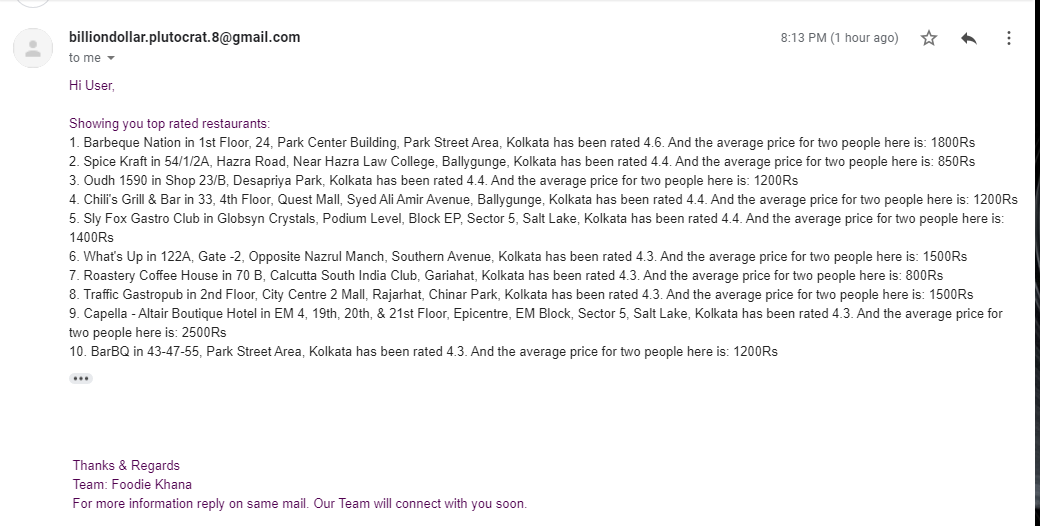 billiondollar.plutocrat.8@gmail.com
8:13 PM (1 hour ago)
to me
Hi User,
Showing you top rated restaurants:
1. Barbeque Nation in 1st Floor, 24, Park Center Building, Park Street Area, Kolkata has been rated 4.6. And the average price for two people here is: 1800Rs
2. Spice Kraft in 54/1/2A, Hazra Road, Near Hazra Law College, Ballygunge, Kolkata has been rated 4.4. And the average price for two people here is: 850Rs
3. Oudh 1590 in Shop 23/B, Desapriya Park, Kolkata has been rated 4.4. And the average price for two people here is: 1200Rs
4. Chili's Grill & Bar in 33, 4th Floor, Quest Mall, Syed Ali Amir Avenue, Ballygunge, Kolkata has been rated 4.4. And the average price for two people here is: 1200Rs
5. Sly Fox Gastro Club in Globsyn Crystals, Podium Level, Block EP, Sector 5, Salt Lake, Kolkata has been rated 4.4. And the average price for two people here is:
1400Rs
6. What's Up in 122A, Gate -2, Opposite Nazrul Manch, Southern Avenue, Kolkata has been rated 4.3. And the average price for two people here is: 1500Rs
7. Roastery Coffee House in 70 B, Calcutta South India Club, Gariahat, Kolkata has been rated 4.3. And the average price for two people here is: 800Rs
8. Traffic Gastropub in 2nd Floor, City Centre 2 Mall, Rajarhat, Chinar Park, Kolkata has been rated 4.3. And the average price for two people here is: 1500Rs
9. Capella - Altair Boutique Hotel in EM 4, 19th, 20th, & 21st Floor, Epicentre, EM Block, Sector 5, Salt Lake, Kolkata has been rated 4.3. And the average price for
two people here is: 2500Rs
10. BarBQ in 43-47-55, Park Street Area, Kolkata has been rated 4.3. And the average price for two people here is: 1200Rs
Thanks & Regards
Team: Foodie Khana
For more information reply on same mail. Our Team will connect with you soon.